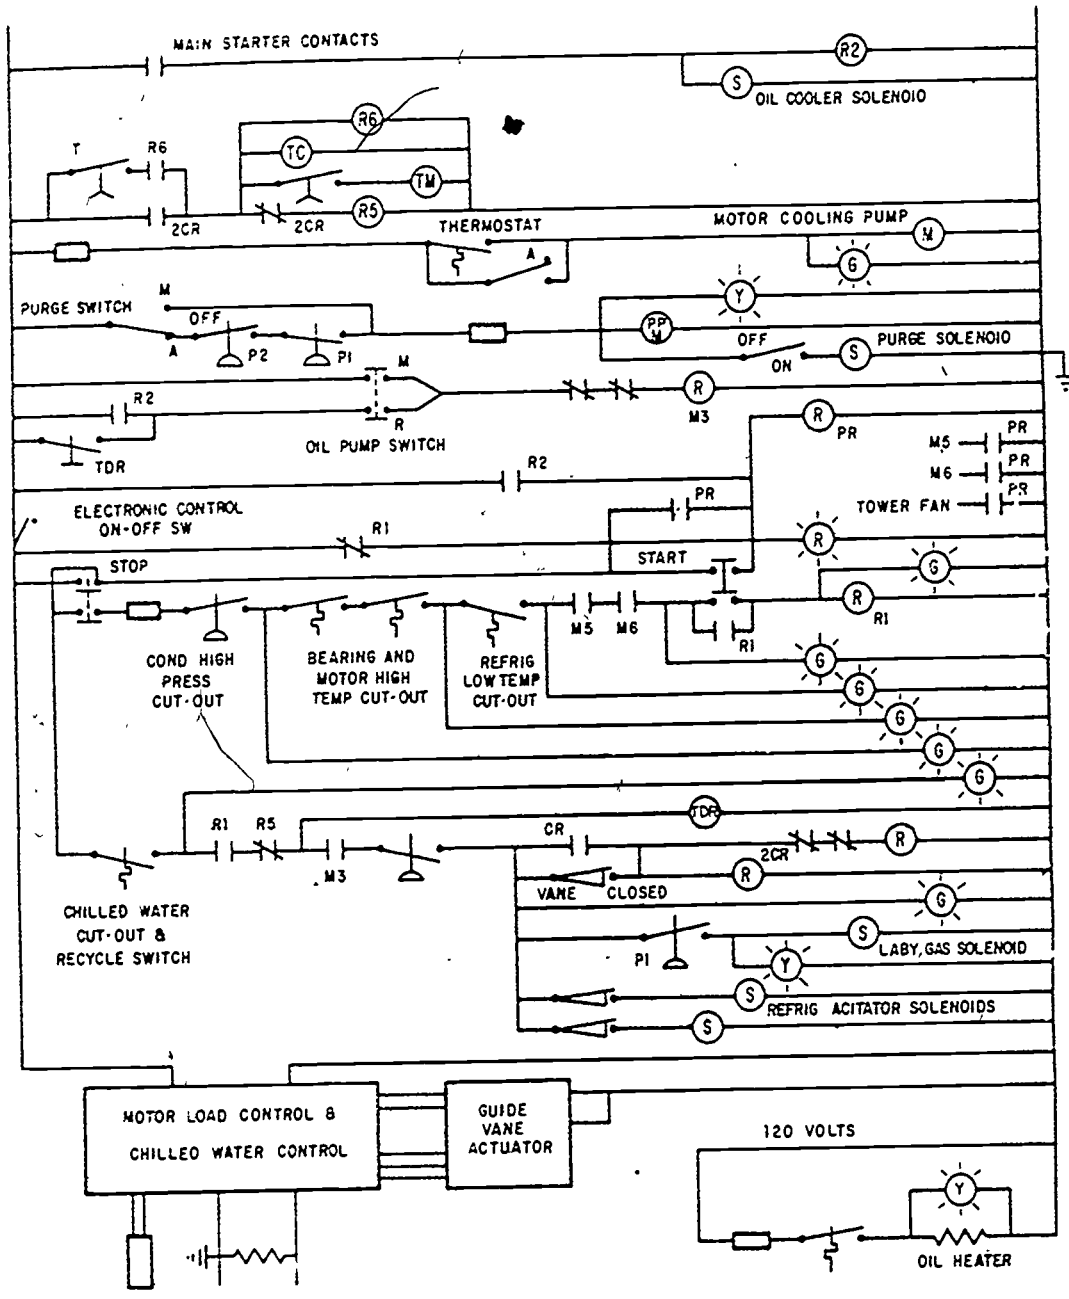 MAIN STARTER CONTACTS
R2
S
OIL COOLER SOLENOID
R6
T
R6
TC
TM
2CR
2CR
R5
THERMOSTAT
MOTOR COOLING PUMP
A
M
G
M
PURGE SWITCH
OFF
A
P2
P1
Y
PP
M
OFF
ON
S
PURGE SOLENOID
M
R
R2
R
M3
OIL PUMP SWITCH
TDR
R
PR
M5
PR
M6
PR
TOWER FAN
PR
R2
PR
ELECTRONIC CONTROL
ON-OFF SW
R1
R
STOP
START
G
M5
M6
R1
R
R1
COND HIGH
PRESS
CUT-OUT
BEARING AND
MOTOR HIGH
TEMP CUT-OUT
REFRIG
LOW TEMP
CUT-OUT
G
G
G
G
G
TDR
R1
R5
M3
CR
2CR
R
VANE CLOSED
R
G
CHILLED WATER
CUT-OUT &
RECYCLE SWITCH
P1
S
LABY, GAS SOLENOID
Y
S
REFRIG ACITATOR SOLENOIDS
S
MOTOR LOAD CONTROL &
CHILLED WATER CONTROL
GUIDE
VANE
ACTUATOR
120 VOLTS
Y
OIL HEATER